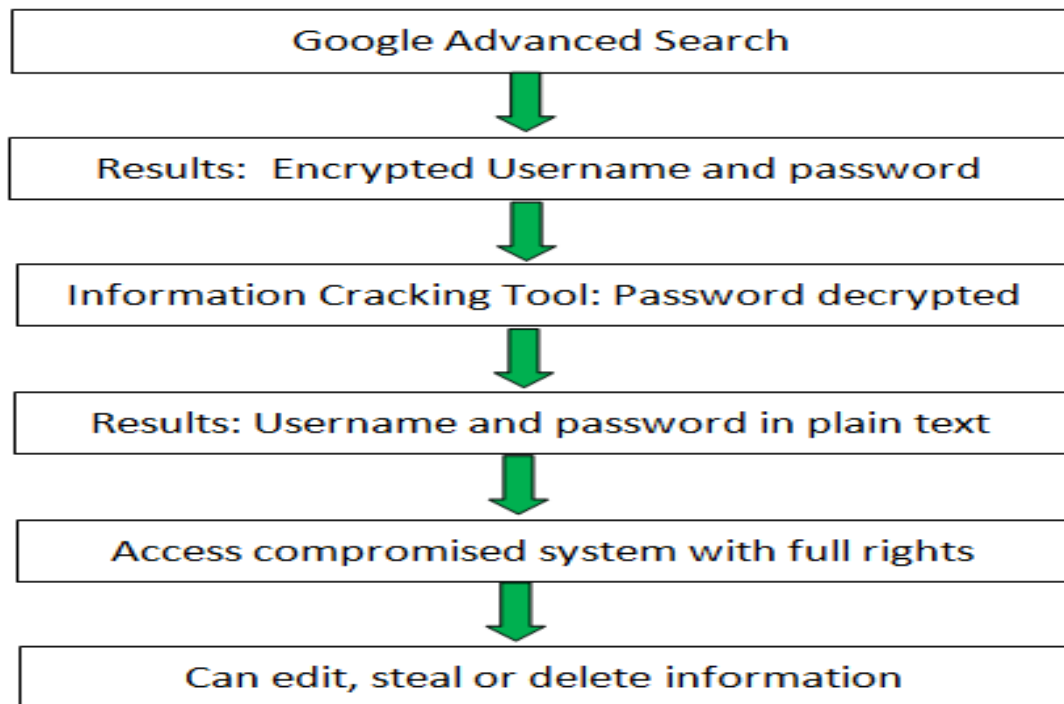 Google Advanced Search
Results:  Encrypted Username and password
Information Cracking Tool: Password decrypted
Results: Username and password in plain text
Access compromised system with full rights
Can edit, steal or delete information